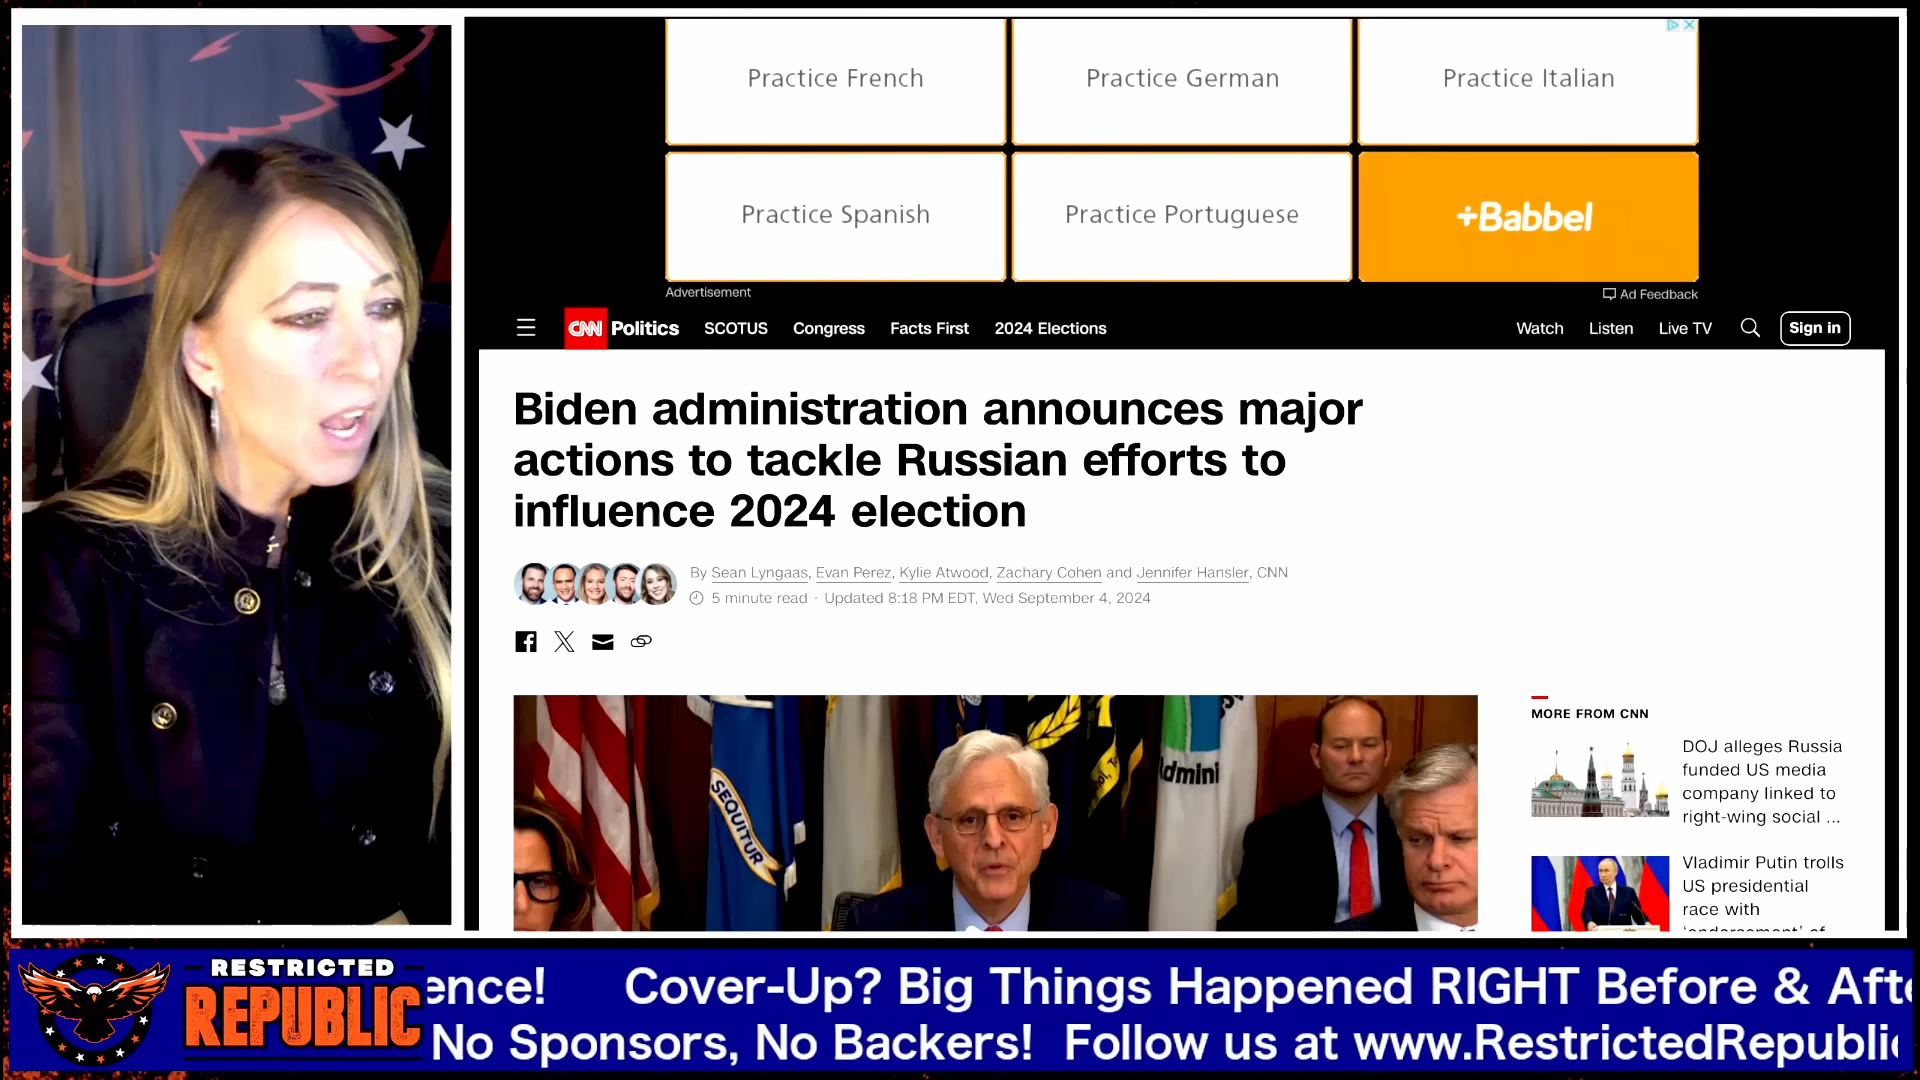 Practice French
Practice German
Practice Italian
Practice Spanish
Practice Portuguese
+Babbel
Advertisement
Ad Feedback
CNN Politics SCOTUS Congress Facts First 2024 Elections Watch Listen Live TV Sign in
Biden administration announces major
actions to tackle Russian efforts to
influence 2024 election
By Sean Lyngaas, Evan Perez, Kylie Atwood, Zachary Cohen and Jennifer Hansler, CNN
5 minute read · Updated 8:18 PM EDT, Wed September 4, 2024
SEQUITUR
Admini
MORE FROM CNN
DOJ alleges Russia
funded US media
company linked to
right-wing social ...
Vladimir Putin trolls
US presidential
race with
RESTRICTED
REPUBLIC
ence! Cover-Up? Big Things Happened RIGHT Before & Afte
No Sponsors, No Backers! Follow us at www.RestrictedRepublic